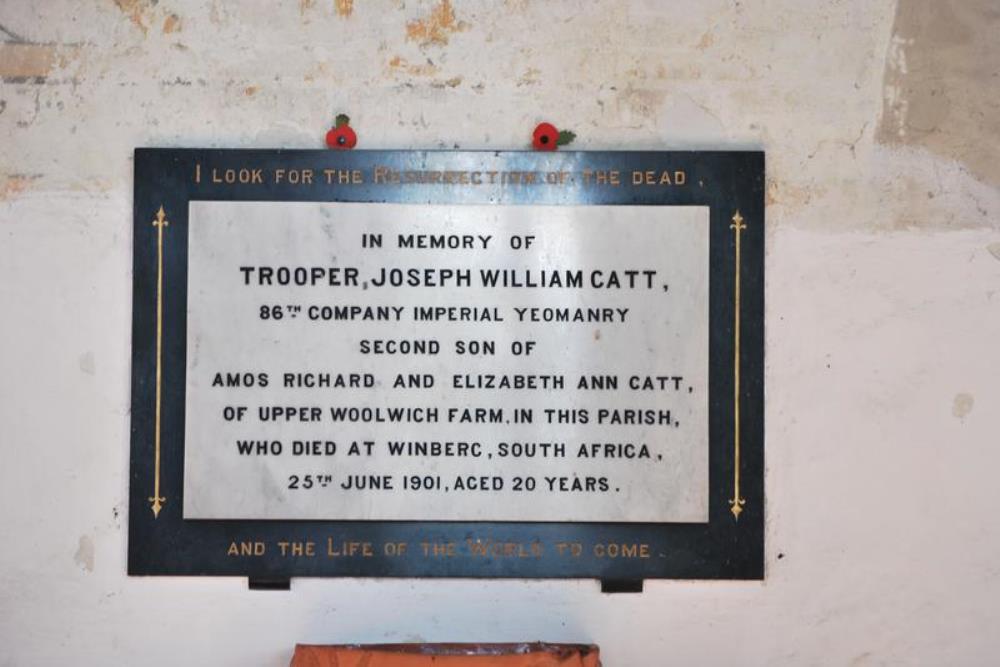 I LOOK FOR THE RESURRECTION OF THE DEAD,
IN MEMORY OF
TROOPER, JOSEPH WILLIAM CATT,
86TH COMPANY IMPERIAL YEOMANRY
SECOND SON OF
AMOS RICHARD AND ELIZABETH ANN CATT,
OF UPPER WOOLWICH FARM, IN THIS PARISH,
WHO DIED AT WINBERG, SOUTH AFRICA,
25TH JUNE 1901, AGED 20 YEARS.
AND THE LIFE OF THE WORLD TO COME.